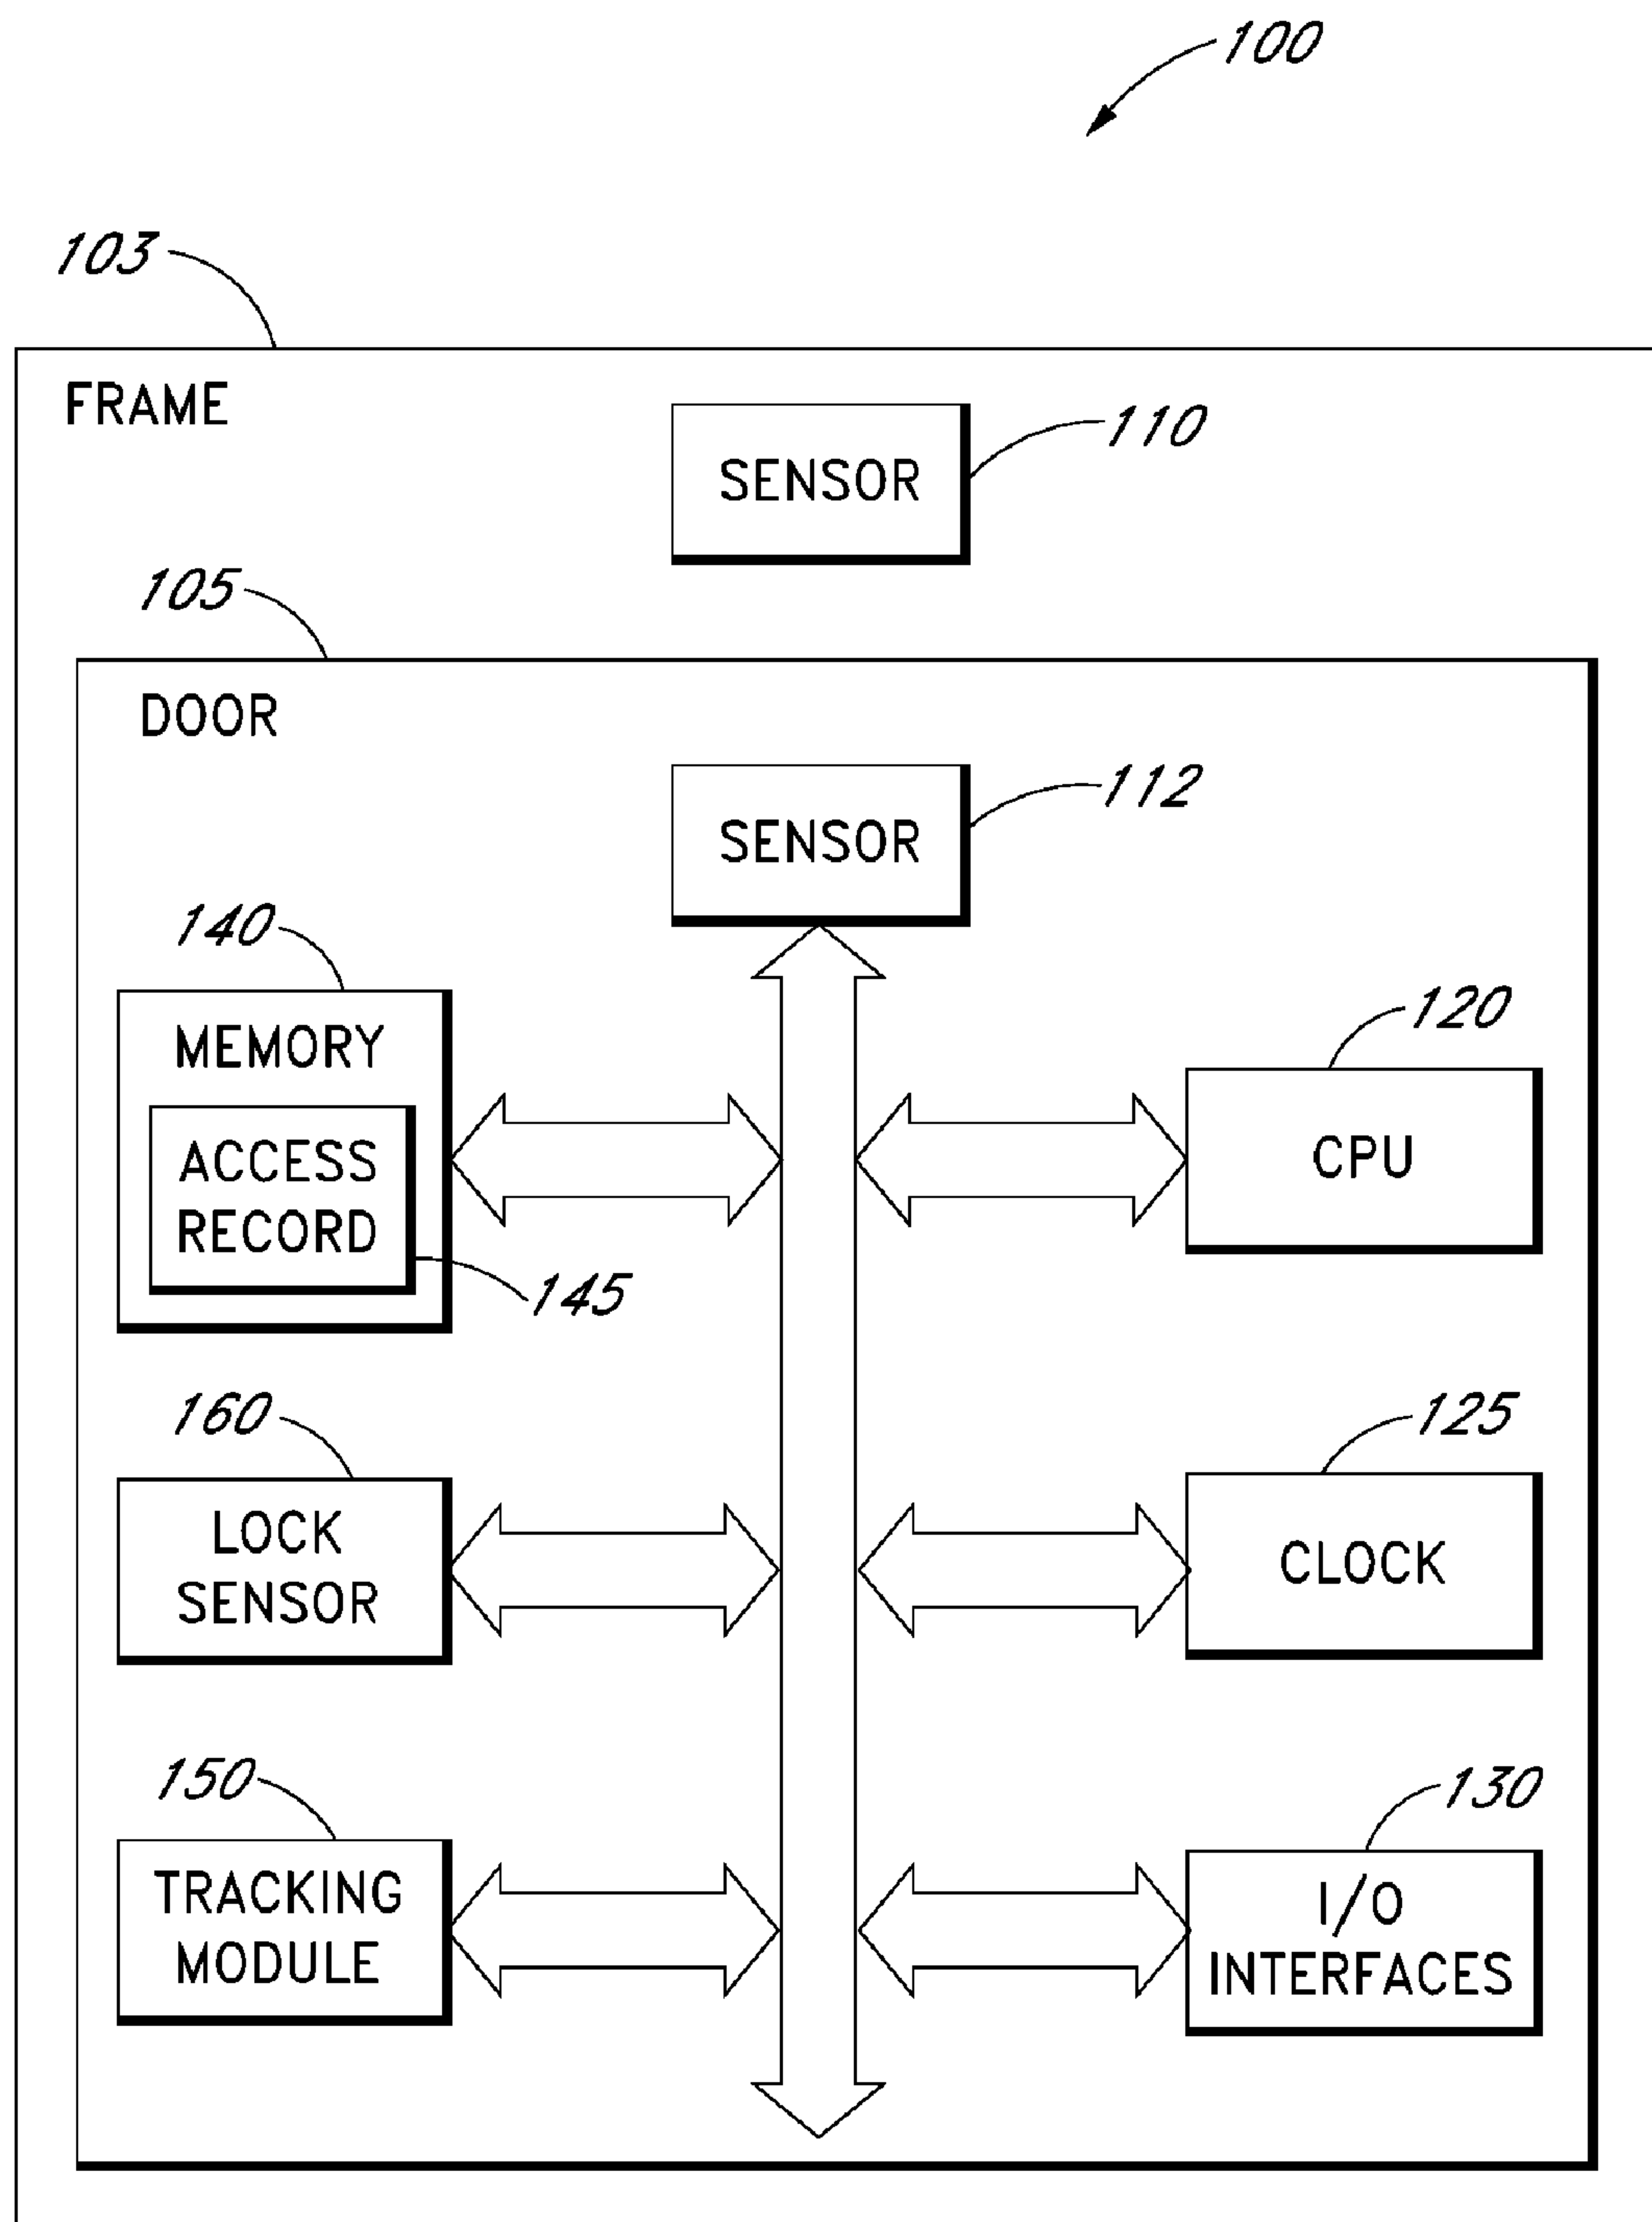 100
103
FRAME
110
SENSOR
105
DOOR
112
SENSOR
140
MEMORY
120
ACCESS
RECORD
CPU
145
160
125
LOCK
SENSOR
CLOCK
150
130
TRACKING
MODULE
I/O
INTERFACES